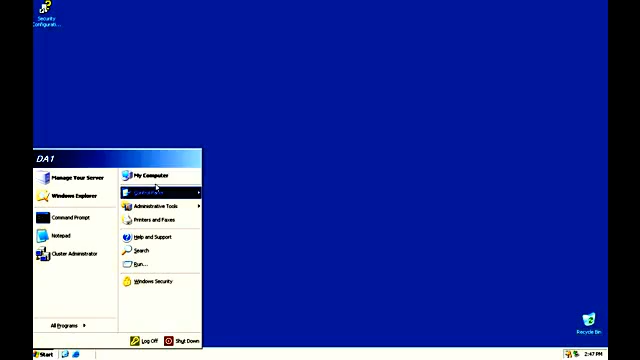 Security
Configurati...
DA1
Manage Your Server
Windows Explorer
Command Prompt
Notepad
Cluster Administrator
All Programs
My Computer
Control Panel
Administrative Tools
Printers and Faxes
Help and Support
Search
Run...
Windows Security
Log Off
Shut Down
Recycle Bin
Start
2:47 PM